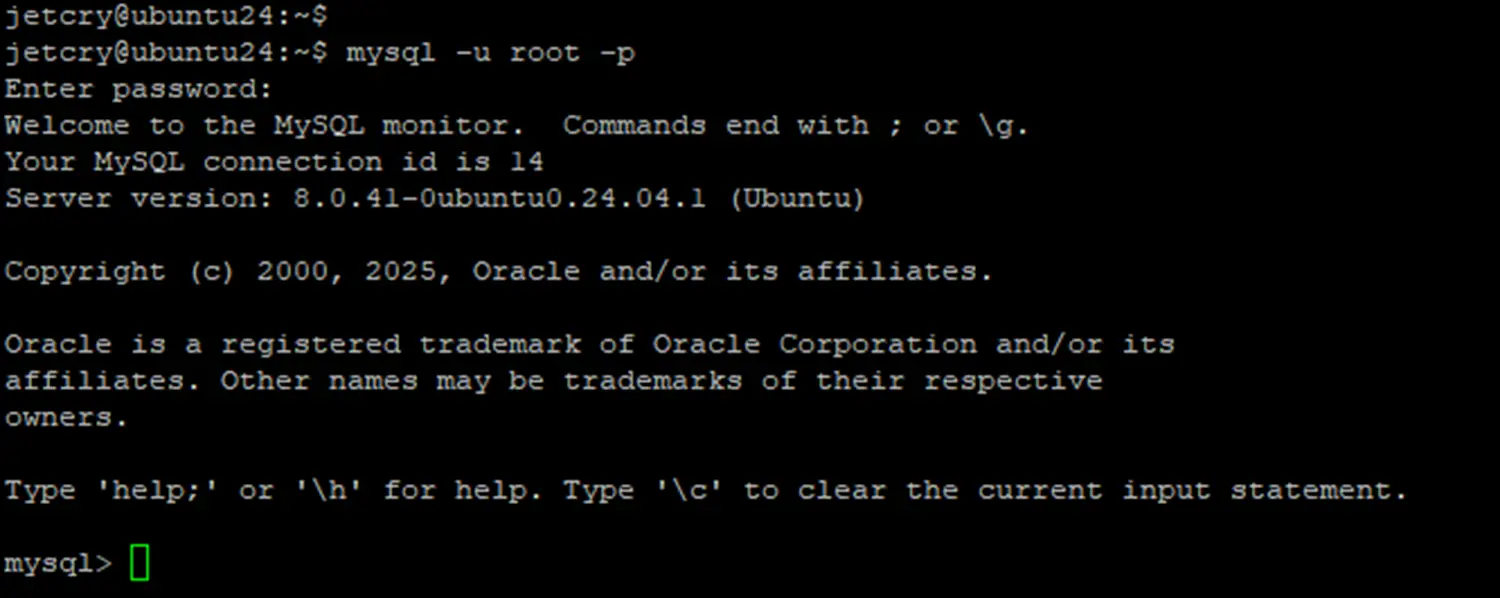 jetcry@ubuntu24:~$
jetcry@ubuntu24:~$ mysql -u root -p
Enter password:
Welcome to the MySQL monitor.  Commands end with ; or \g.
Your MySQL connection id is 14
Server version: 8.0.41-0ubuntu0.24.04.1 (Ubuntu)
Copyright (c) 2000, 2025, Oracle and/or its affiliates.
Oracle is a registered trademark of Oracle Corporation and/or its
affiliates. Other names may be trademarks of their respective
owners.
Type 'help;' or '\h' for help. Type '\c' to clear the current input statement.
mysql>